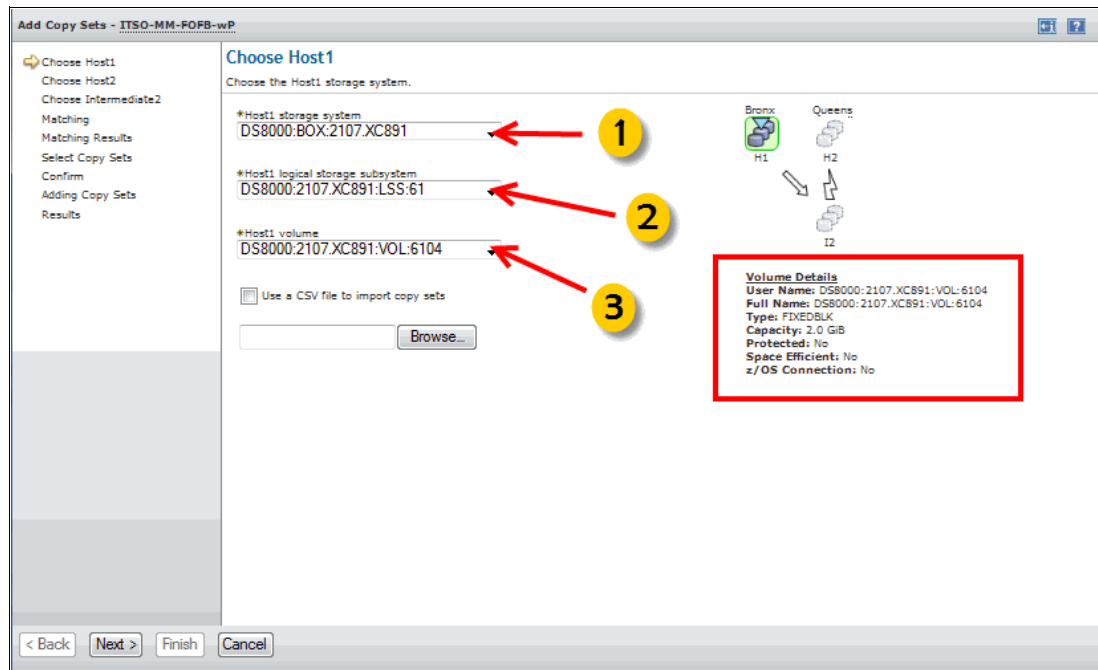 Add Copy Sets - ITSO-MM-FOFB-wP
Choose Host1
Choose Host2
Choose Intermediate2
Matching
Matching Results
Select Copy Sets
Confirm
Adding Copy Sets
Results
Choose Host1
Choose the Host1 storage system.
*Host1 storage system
DS8000:BOX:2107.XC891
1
*Host1 logical storage subsystem
DS8000:2107.XC891:LSS:61
2
*Host1 volume
DS8000:2107.XC891:VOL:6104
3
Use a CSV file to import copy sets
Browse...
Bronx Queens
H1 H2
I2
Volume Details
User Name: DS8000:2107.XC891:VOL:6104
Full Name: DS8000:2107.XC891:VOL:6104
Type: FIXEDBLK
Capacity: 2.0 GiB
Protected: No
Space Efficient: No
z/OS Connection: No
< Back Next > Finish Cancel